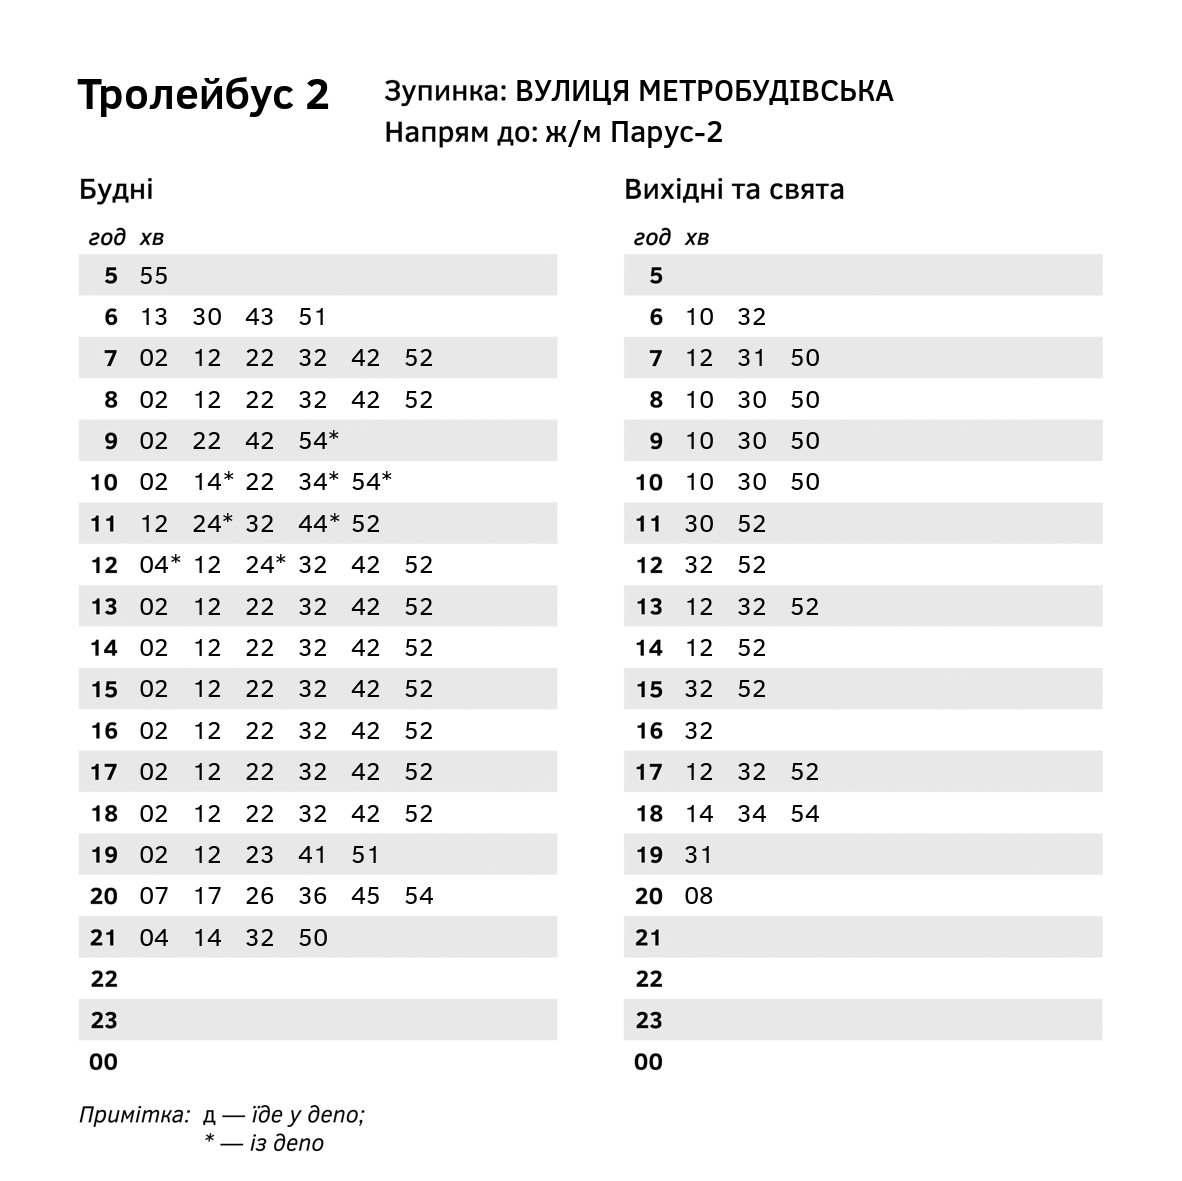 Тролейбус 2
Зупинка: ВУЛИЦЯ МЕТРОБУДІВСЬКА
Напрям до: ж/м Парус-2
Будні
год хв
5 55
6 13 30 43 51
7 02 12 22 32 42 52
8 02 12 22 32 42 52
9 02 22 42 54*
10 02 14* 22 34* 54*
11 12 24* 32 44* 52
12 04* 12 24* 32 42 52
13 02 12 22 32 42 52
14 02 12 22 32 42 52
15 02 12 22 32 42 52
16 02 12 22 32 42 52
17 02 12 22 32 42 52
18 02 12 22 32 42 52
19 02 12 23 41 51
20 07 17 26 36 45 54
21 04 14 32 50
22
23
00
Вихідні та свята
год хв
5
6 10 32
7 12 31 50
8 10 30 50
9 10 30 50
10 10 30 50
11 30 52
12 32 52
13 12 32 52
14 12 52
15 32 52
16 32
17 12 32 52
18 14 34 54
19 31
20 08
21
22
23
00
Примітка: д — їде у депо;
* — із депо